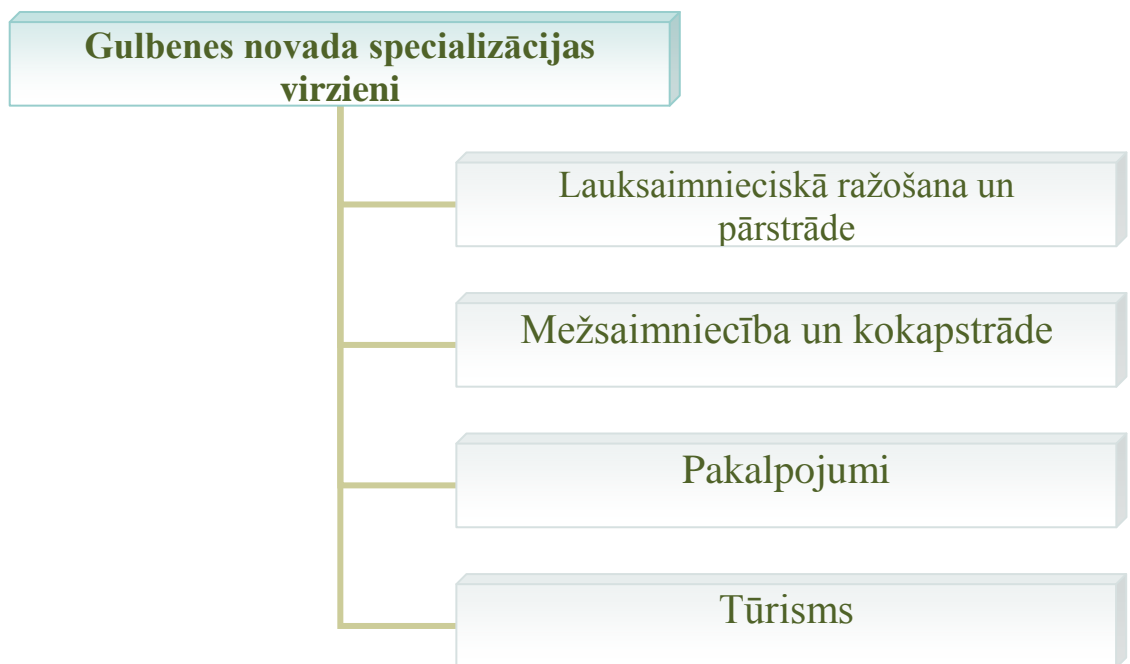 Gulbenes novada specializācijas
virzieni
Lauksaimnieciskā ražošana un
pārstrāde
Mežsaimniecība un kokapstrāde
Pakalpojumi
Tūrisms